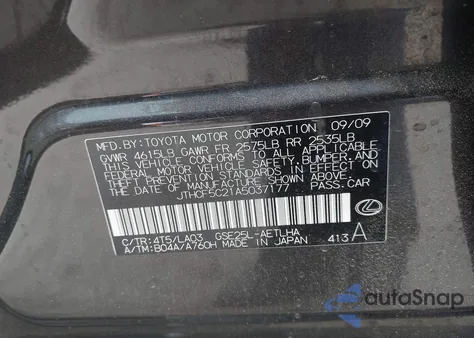 MFD. BY: TOYOTA MOTOR CORPORATION 09/09
GVWR 4615LB GAWR FR 2575LB RR 2535LB
THIS VEHICLE CONFORMS TO ALL APPLICABLE
FEDERAL MOTOR VEHICLE SAFETY, BUMPER, AND
THEFT PREVENTION STANDARDS IN EFFECT ON
THE DATE OF MANUFACTURE SHOWN ABOVE.
JTHCF5C21A5037177 PASS. CAR
C/TR: 4T5/LA03 GSE25L-AETLHA
A/TM: B04A/A760H MADE IN JAPAN 413 A
autoSnap